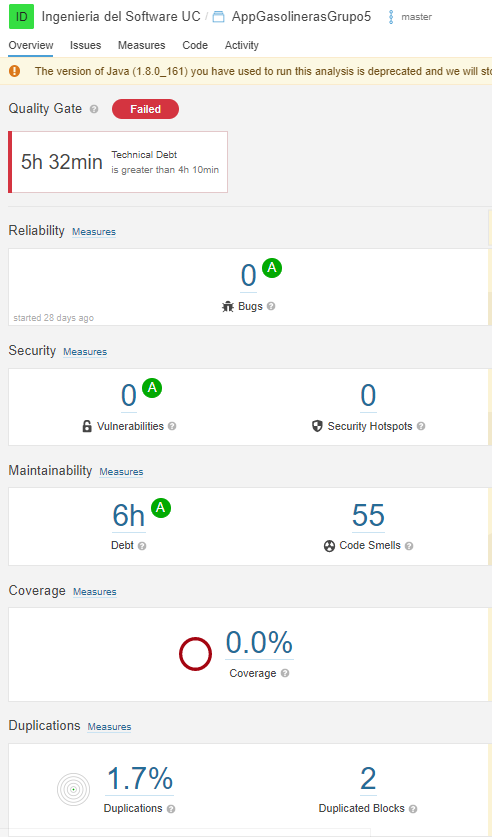 ID Ingenieria del Software UC / AppGasolinerasGrupo5 master
Overview Issues Measures Code Activity
The version of Java (1.8.0_161) you have used to run this analysis is deprecated and we will sto
Quality Gate ? Failed
5h 32min Technical Debt
is greater than 4h 10min
Reliability Measures
0 A
Bugs ?
started 28 days ago
Security Measures
0 A 0
Vulnerabilities ? Security Hotspots ?
Maintainability Measures
6h A 55
Debt ? Code Smells ?
Coverage Measures
0.0%
Coverage ?
Duplications Measures
1.7% 2
Duplications ? Duplicated Blocks ?